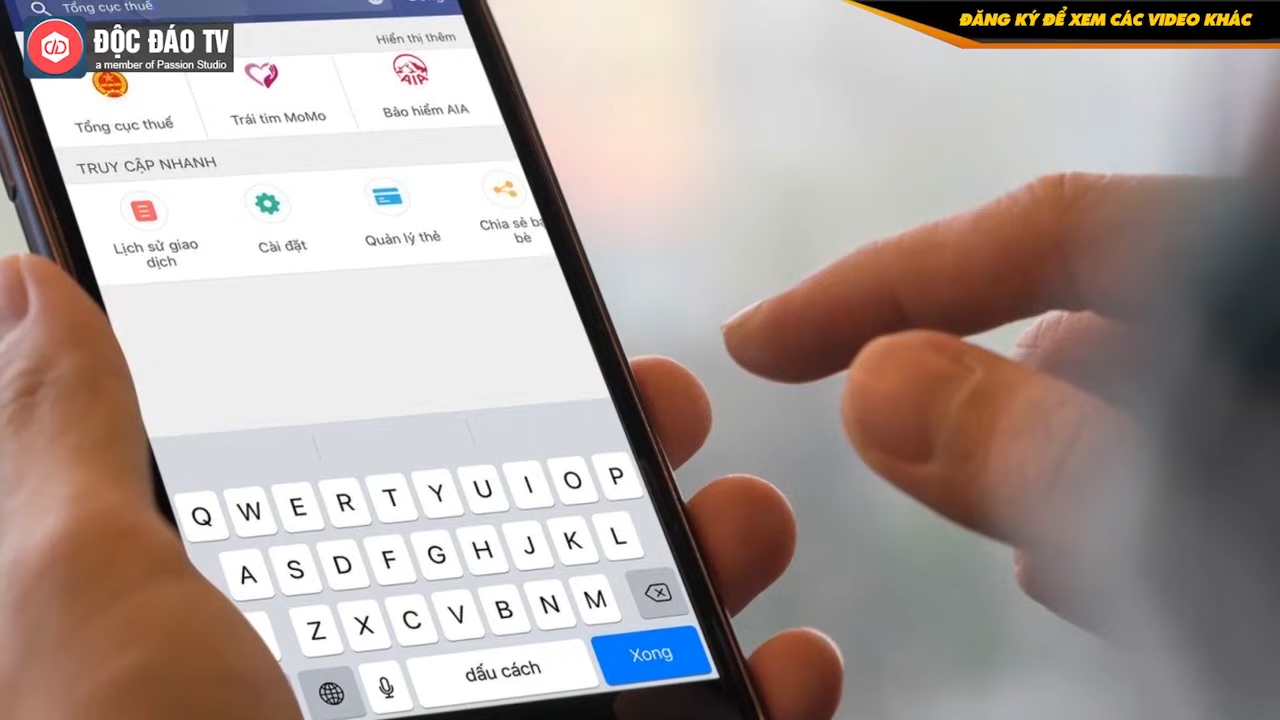 Tổng cục thuế
ĐĂNG KÝ ĐỂ XEM CÁC VIDEO KHÁC
ĐỘC ĐÁO TV
a member of Passion Studio
Hiển thị thêm
Tổng cục thuế
Trái tim MoMo
AIA
Bảo hiểm AIA
TRUY CẬP NHANH
Lịch sử giao
dịch
Cài đặt
Quản lý thẻ
Chia sẻ bạ
bè
Q W E R T Y U I O P
A S D F G H J K L
Z X C V B N M
dấu cách
Xong